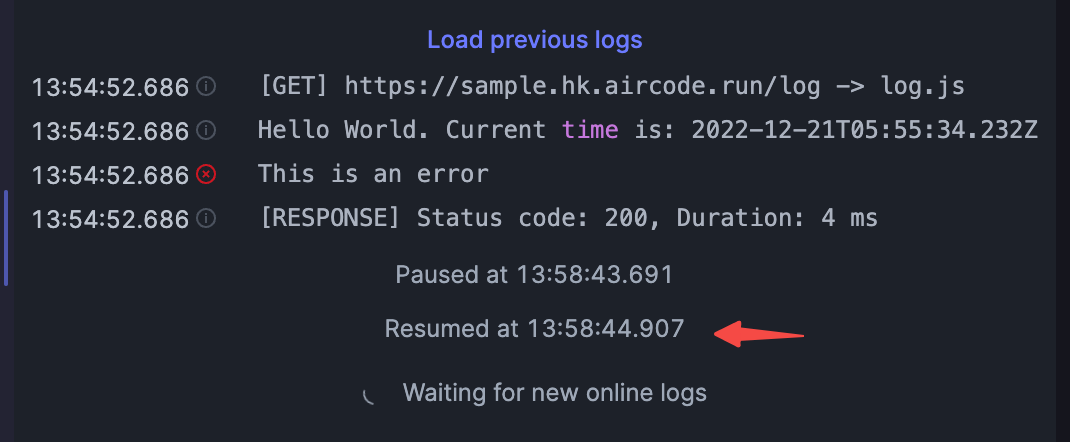 Load previous logs
13:54:52.686 [GET] https://sample.hk.aircode.run/log -> log.js
13:54:52.686 Hello World. Current time is: 2022-12-21T05:55:34.232Z
13:54:52.686 This is an error
13:54:52.686 [RESPONSE] Status code: 200, Duration: 4 ms
Paused at 13:58:43.691
Resumed at 13:58:44.907
Waiting for new online logs